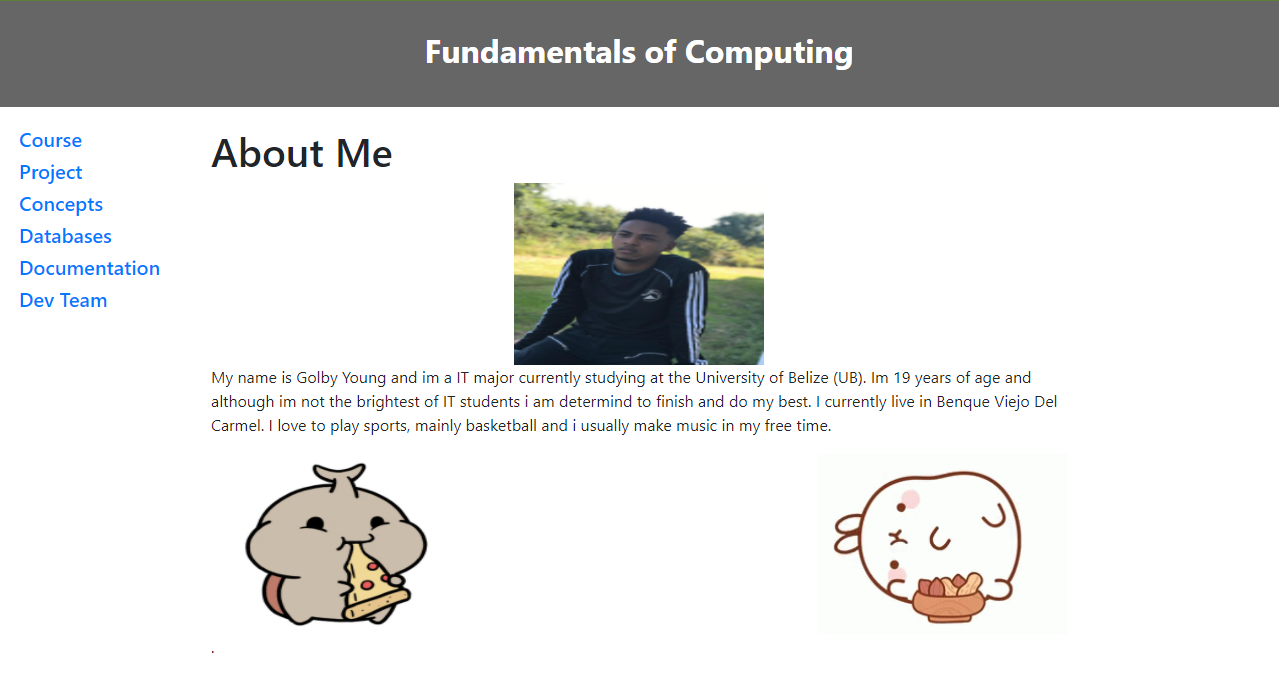 Fundamentals of Computing
Course
Project
Concepts
Databases
Documentation
Dev Team
About Me
My name is Golby Young and im a IT major currently studying at the University of Belize (UB). Im 19 years of age and
although im not the brightest of IT students i am determind to finish and do my best. I currently live in Benque Viejo Del
Carmel. I love to play sports, mainly basketball and i usually make music in my free time.
.